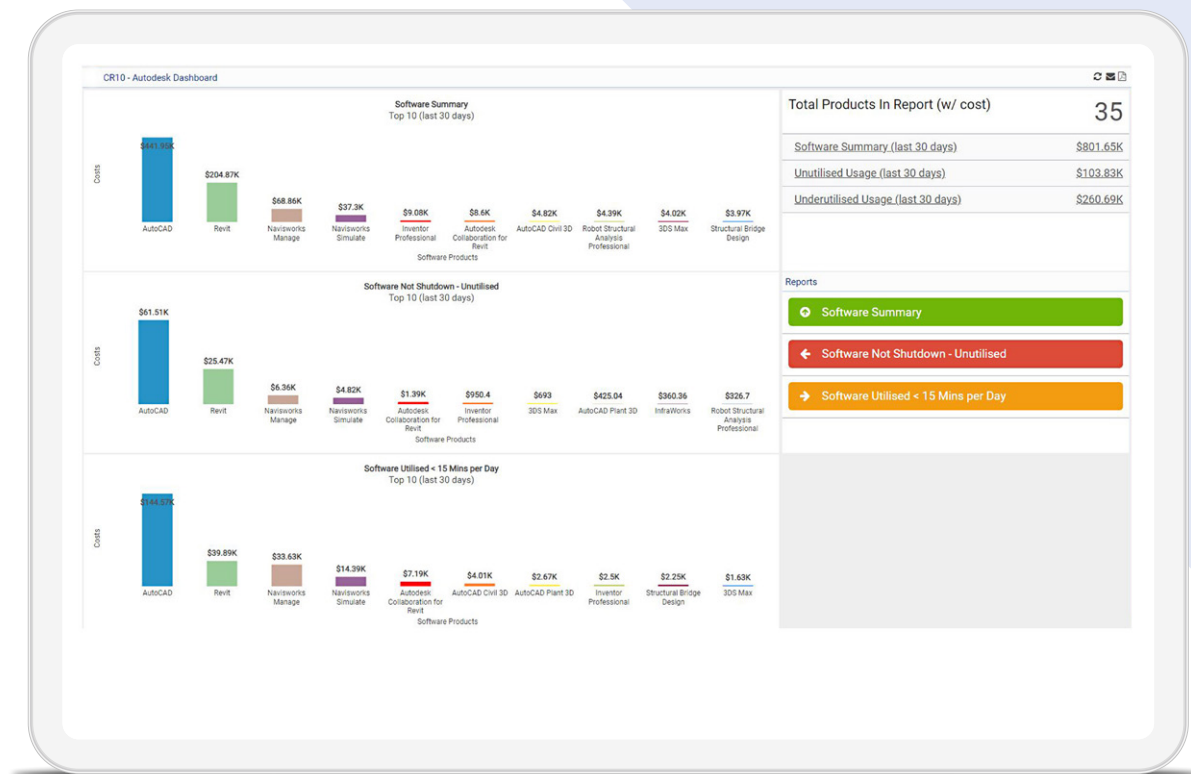 CR10 - Autodesk Dashboard
Software Summary
Top 10 (last 30 days)
Costs
$441.95K
$204.87K
$68.86K
$37.3K
$9.08K
$8.6K
$4.82K
$4.39K
$4.02K
$3.97K
AutoCAD
Revit
Navisworks
Manage
Navisworks
Simulate
Inventor
Professional
Autodesk
Collaboration for
Revit
AutoCAD Civil 3D
Robot Structural
Analysis
Professional
3DS Max
Structural Bridge
Design
Software Products
Software Not Shutdown - Unutilised
Top 10 (last 30 days)
Costs
$61.51K
$25.47K
$6.36K
$4.82K
$1.39K
$950.4
$693
$425.04
$360.36
$326.7
AutoCAD
Revit
Navisworks
Manage
Navisworks
Simulate
Autodesk
Collaboration for
Revit
Inventor
Professional
3DS Max
AutoCAD Plant 3D
InfraWorks
Robot Structural
Analysis
Professional
Software Products
Software Utilised < 15 Mins per Day
Top 10 (last 30 days)
Costs
$144.57K
$39.89K
$33.63K
$14.39K
$7.19K
$4.01K
$2.67K
$2.5K
$2.25K
$1.63K
AutoCAD
Revit
Navisworks
Manage
Navisworks
Simulate
Autodesk
Collaboration for
Revit
AutoCAD Civil 3D
AutoCAD Plant 3D
Inventor
Professional
Structural Bridge
Design
3DS Max
Software Products
Total Products In Report (w/ cost) 35
Software Summary (last 30 days) $801.65K
Unutilised Usage (last 30 days) $103.83K
Underutilised Usage (last 30 days) $260.69K
Reports
Software Summary
Software Not Shutdown - Unutilised
Software Utilised < 15 Mins per Day